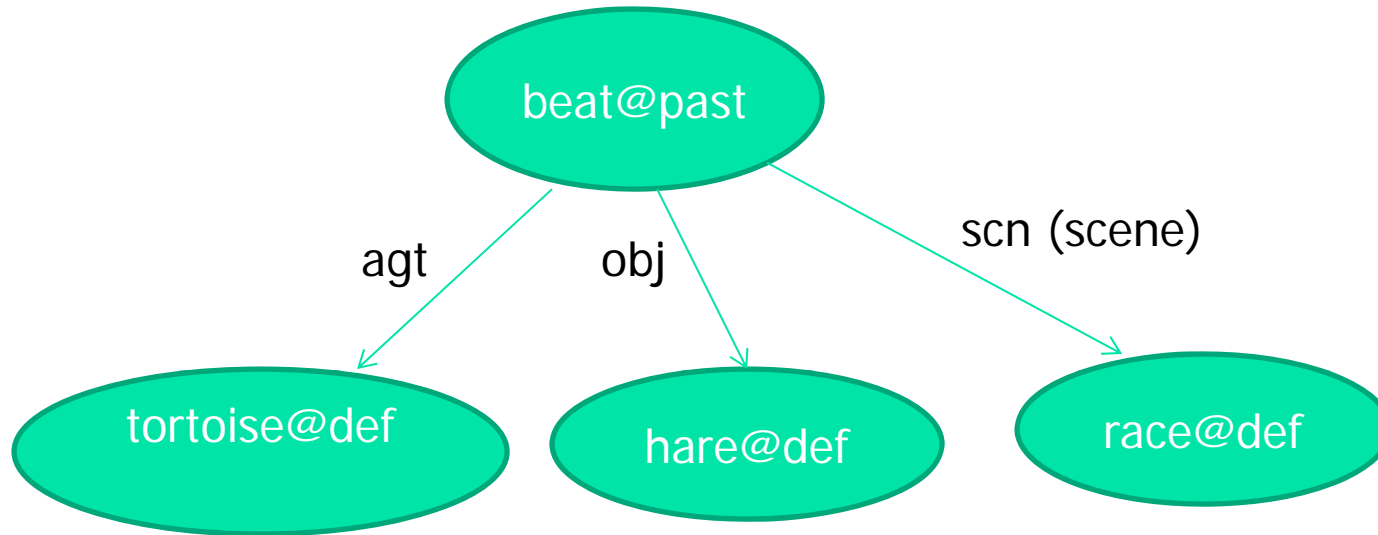 beat@past
scn (scene)
agt
obj
tortoise@def
hare@def
race@def